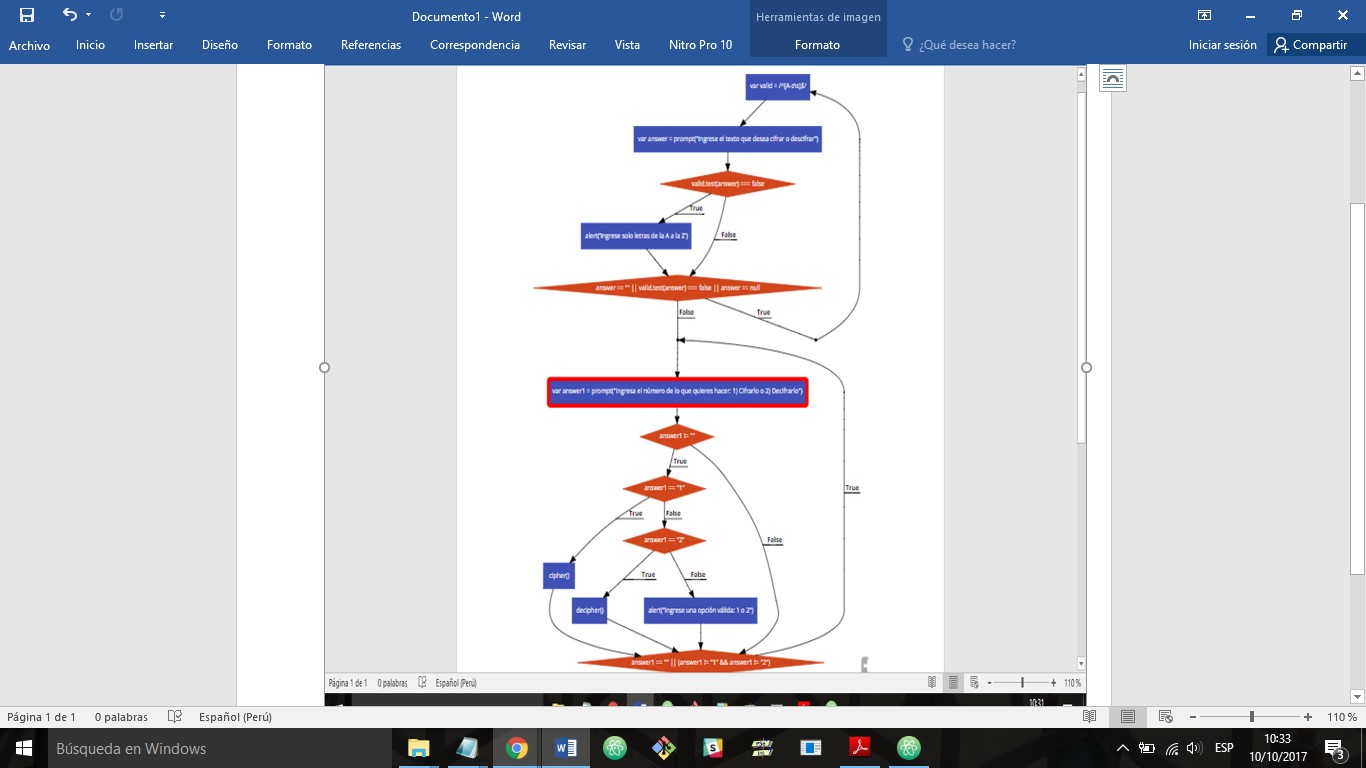 Documento1 - Word
Herramientas de imagen
Archivo Inicio Insertar Diseño Formato Referencias Correspondencia Revisar Vista Nitro Pro 10 Formato ¿Qué desea hacer? Iniciar sesión Compartir
var answer = prompt("Ingrese el texto que desea cifrar o descifrar")
valid.test(answer) === false
True
alert("Ingrese solo letras de la A a la Z")
False
answer == "" || valid.test(answer) === false || answer == null
False
True
var answer1 = prompt("Ingresa el número de lo que quieres hacer: 1) Cifrarlo o 2) Decifrarlo")
answer1 != ""
True
answer1 == "1"
True
True
False
answer1 == "2"
False
True
False
cipher()
decipher()
alert("Ingrese una opción válida: 1 o 2")
answer1 == "" || (answer1 != "1" && answer1 != "2")
Página 1 de 1 0 palabras Español (Perú) 110 %
10:31
Página 1 de 1 0 palabras Español (Perú) 110 %
Búsqueda en Windows
ESP
10:33
10/10/2017
3